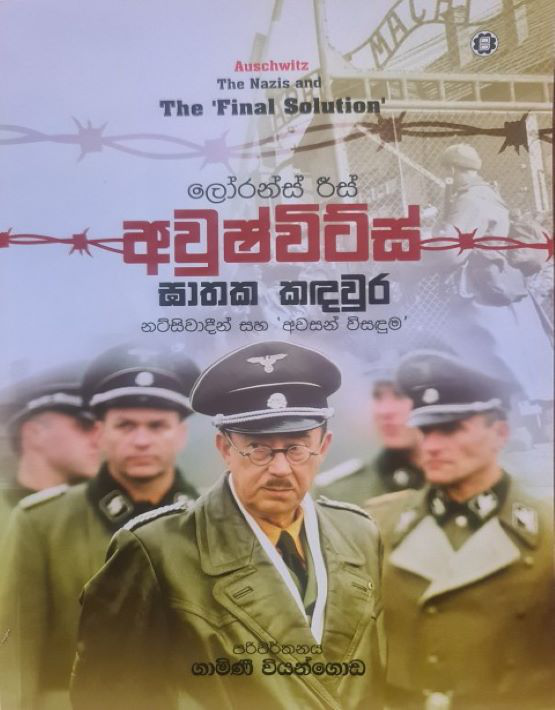 MACH
Auschwitz
The Nazis and
The 'Final Solution'
ලෝරන්ස් රීස්
අවුෂ්විට්ස්
ඝාතක කඳවුර
නට්සිවාදීන් සහ 'අවසන් විසඳුම'
පරිවර්තනය
ගාමිණී වියන්ගොඩ